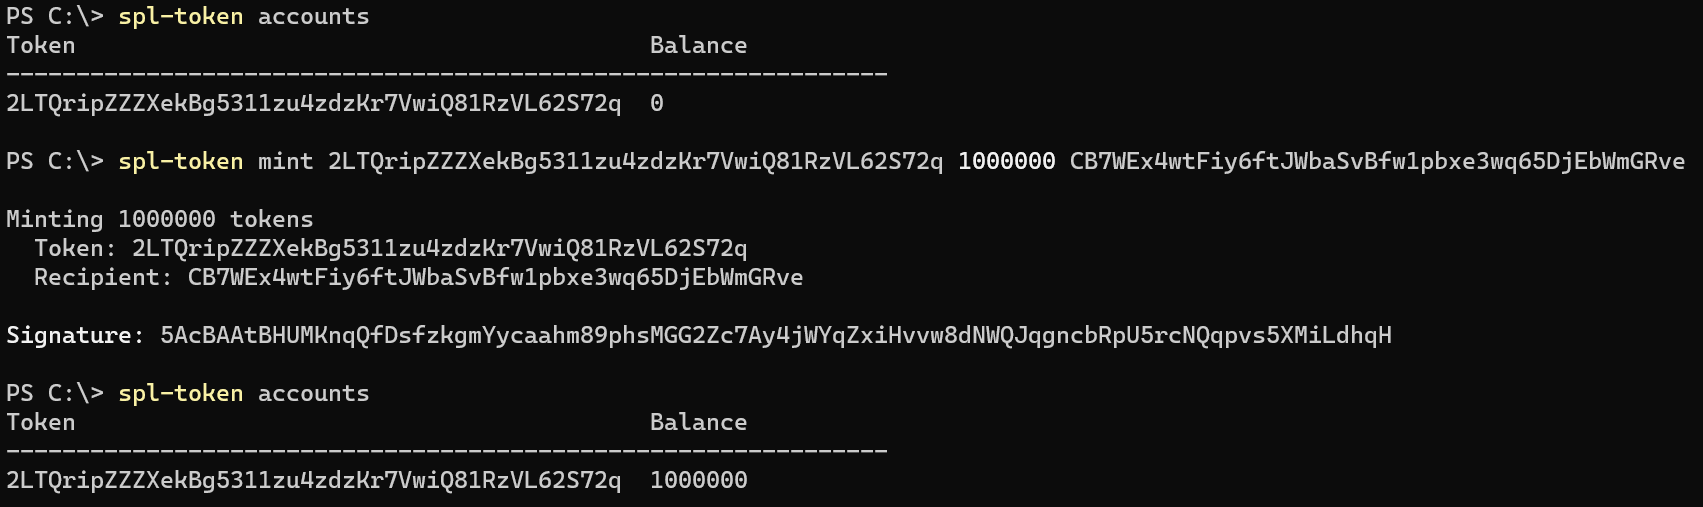 PS C:\> spl-token accounts
Token                                         Balance
---------------------------------------------------------------
2LTQripZZZXekBg5311zu4zdzKr7VwiQ81RzVL62S72q  0
PS C:\> spl-token mint 2LTQripZZZXekBg5311zu4zdzKr7VwiQ81RzVL62S72q 1000000 CB7WEx4wtFiy6ftJWbaSvBfw1pbxe3wq65DjEbWmGRve
Minting 1000000 tokens
  Token: 2LTQripZZZXekBg5311zu4zdzKr7VwiQ81RzVL62S72q
  Recipient: CB7WEx4wtFiy6ftJWbaSvBfw1pbxe3wq65DjEbWmGRve
Signature: 5AcBAAtBHUMKnqQfDsfzkgmYycaahm89phsMGG2Zc7Ay4jWYqZxiHvvw8dNWQJqgncbRpU5rcNQqpvs5XMiLdhqH
PS C:\> spl-token accounts
Token                                         Balance
---------------------------------------------------------------
2LTQripZZZXekBg5311zu4zdzKr7VwiQ81RzVL62S72q  1000000